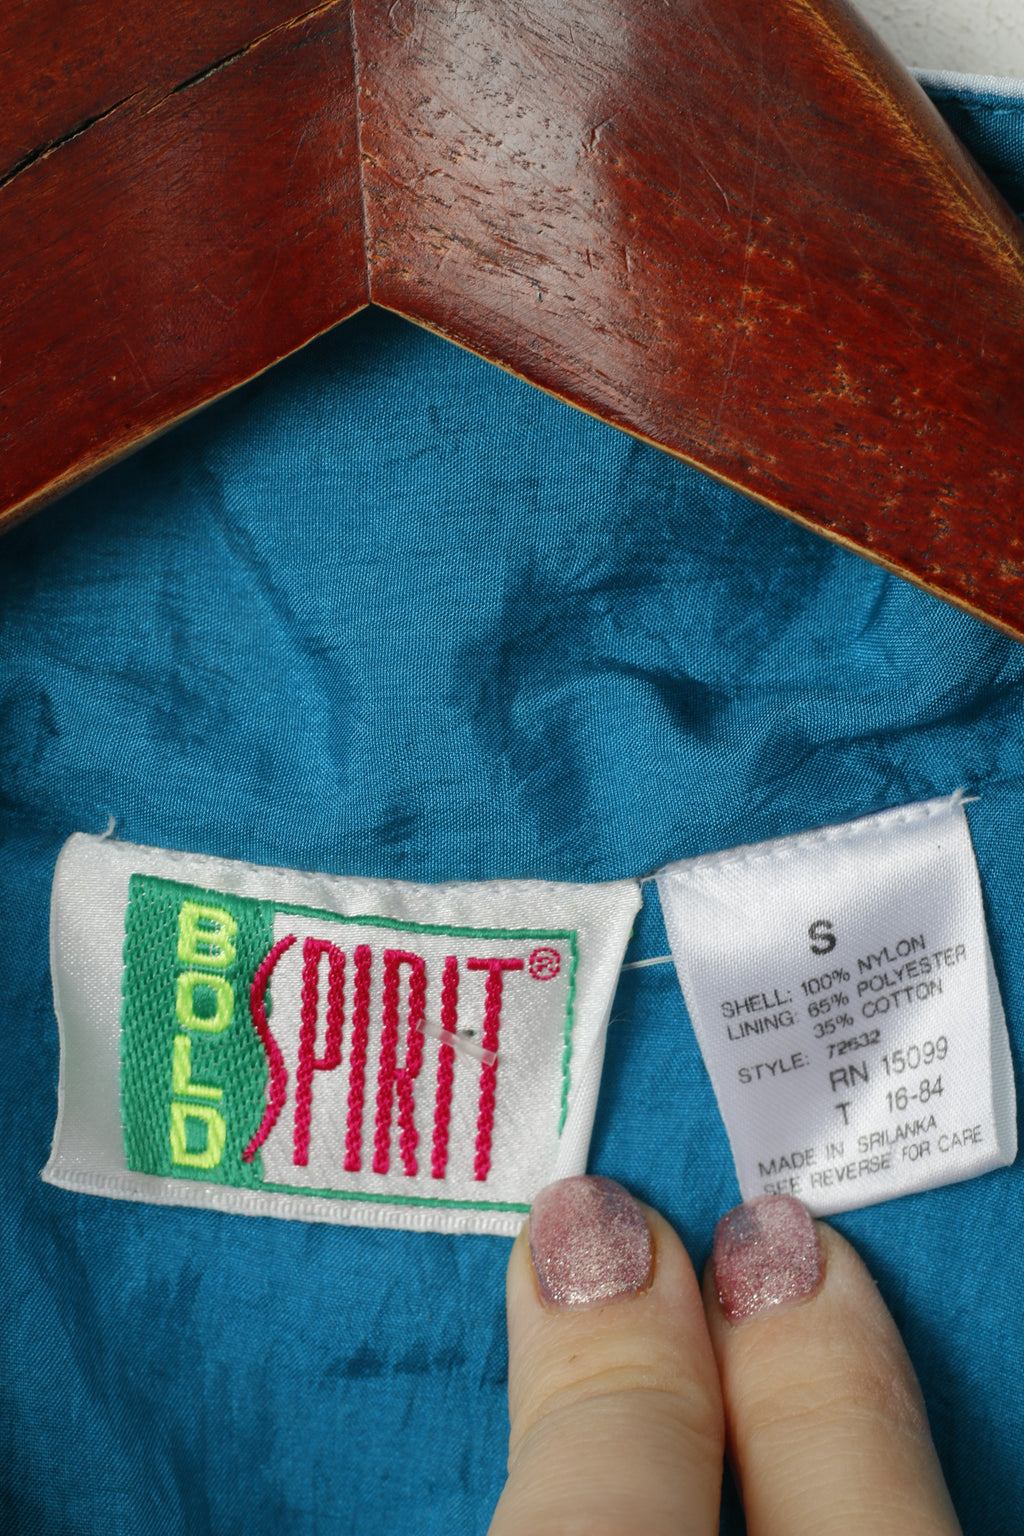 BOLD
SPIRIT®
S
SHELL: 100% NYLON
LINING: 65% POLYESTER
35% COTTON
STYLE: 72632
RN 15099
T 16-84
MADE IN SRILANKA
SEE REVERSE FOR CARE